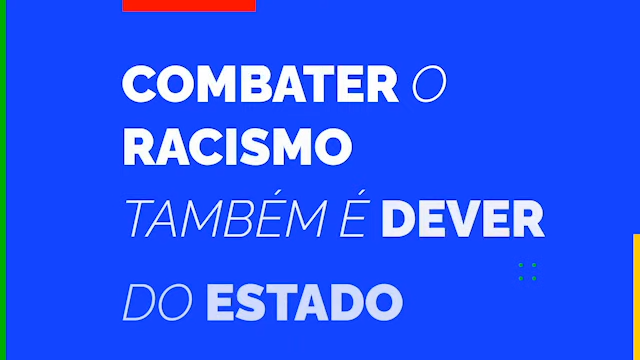 COMBATER O
RACISMO
TAMBÉM É DEVER
DO ESTADO